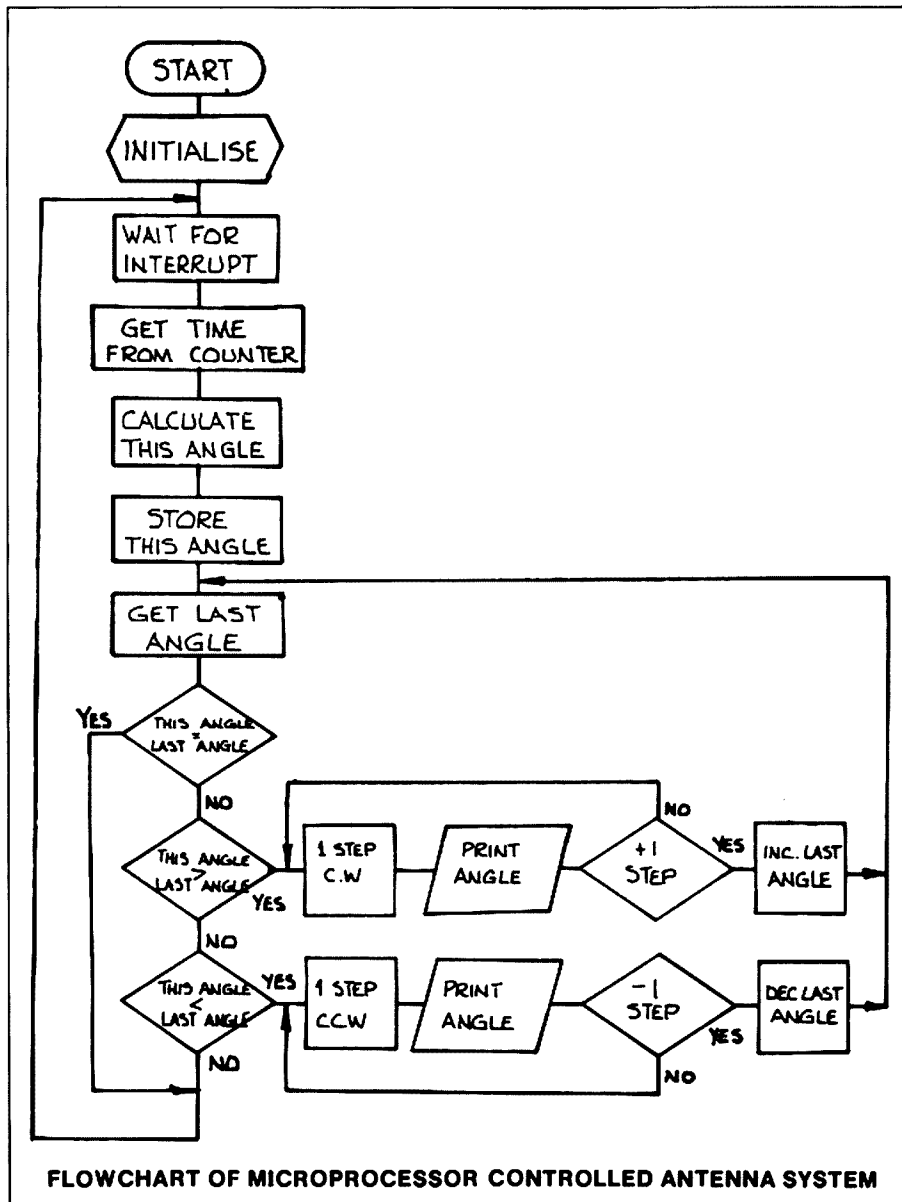 START
INITIALISE
WAIT FOR
INTERRUPT
GET TIME
FROM COUNTER
CALCULATE
THIS ANGLE
STORE
THIS ANGLE
GET LAST
ANGLE
YES
THIS ANGLE
=
LAST ANGLE
NO
THIS ANGLE
>
LAST ANGLE
YES
1 STEP
C.W
PRINT
ANGLE
NO
+1
STEP
YES
INC. LAST
ANGLE
NO
THIS ANGLE
<
LAST ANGLE
YES
1 STEP
CCW
PRINT
ANGLE
-1
STEP
YES
DEC LAST
ANGLE
NO
NO
FLOWCHART OF MICROPROCESSOR CONTROLLED ANTENNA SYSTEM